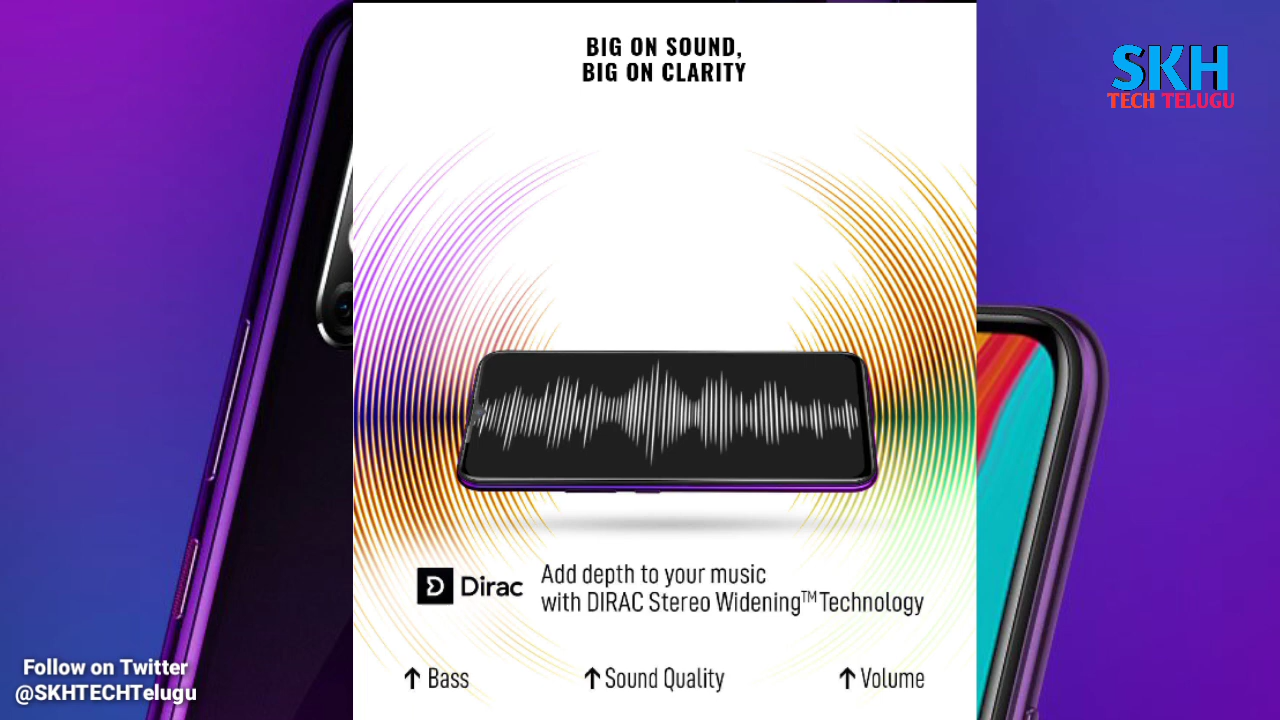 BIG ON SOUND,
BIG ON CLARITY
SKH
TECH TELUGU
Dirac
Add depth to your music
with DIRAC Stereo Widening™ Technology
↑ Bass
↑ Sound Quality
↑ Volume
Follow on Twitter
@SKHTECHTelugu